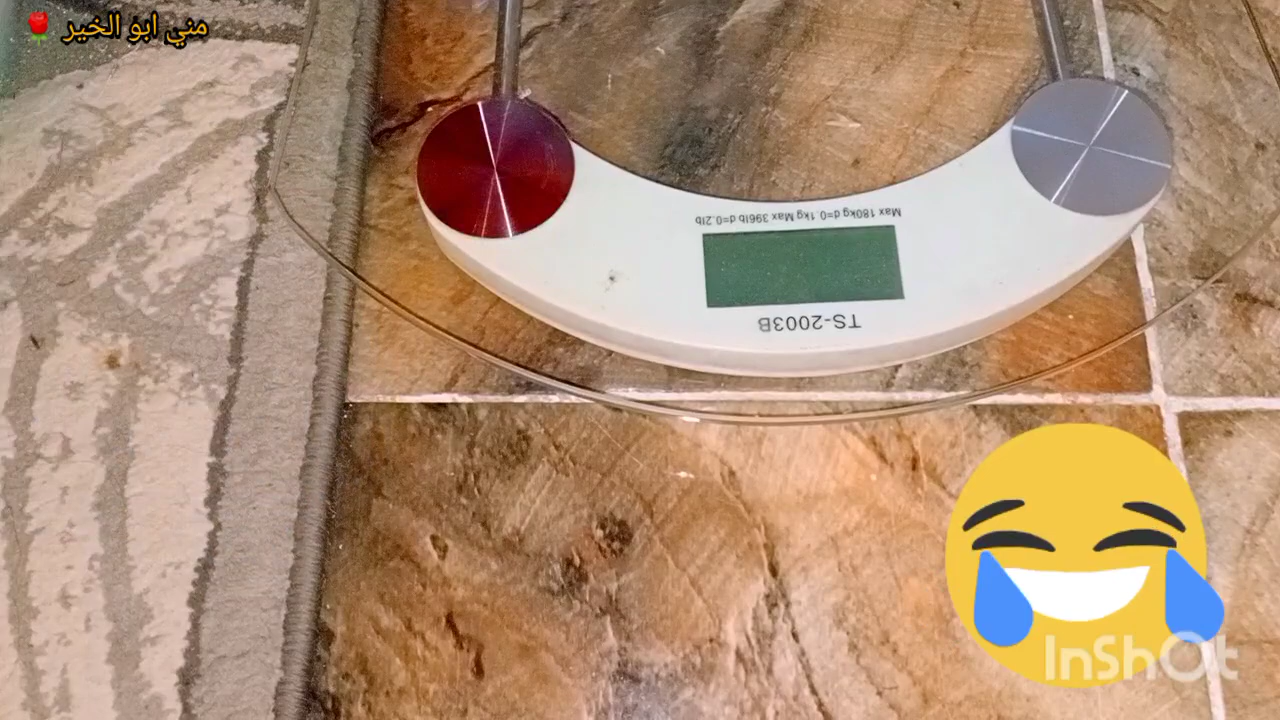 مني ابو الخير 🌹
Max 180kg d=0.1kg Max 396lb d=0.2lb
TS-2003B
InShOt